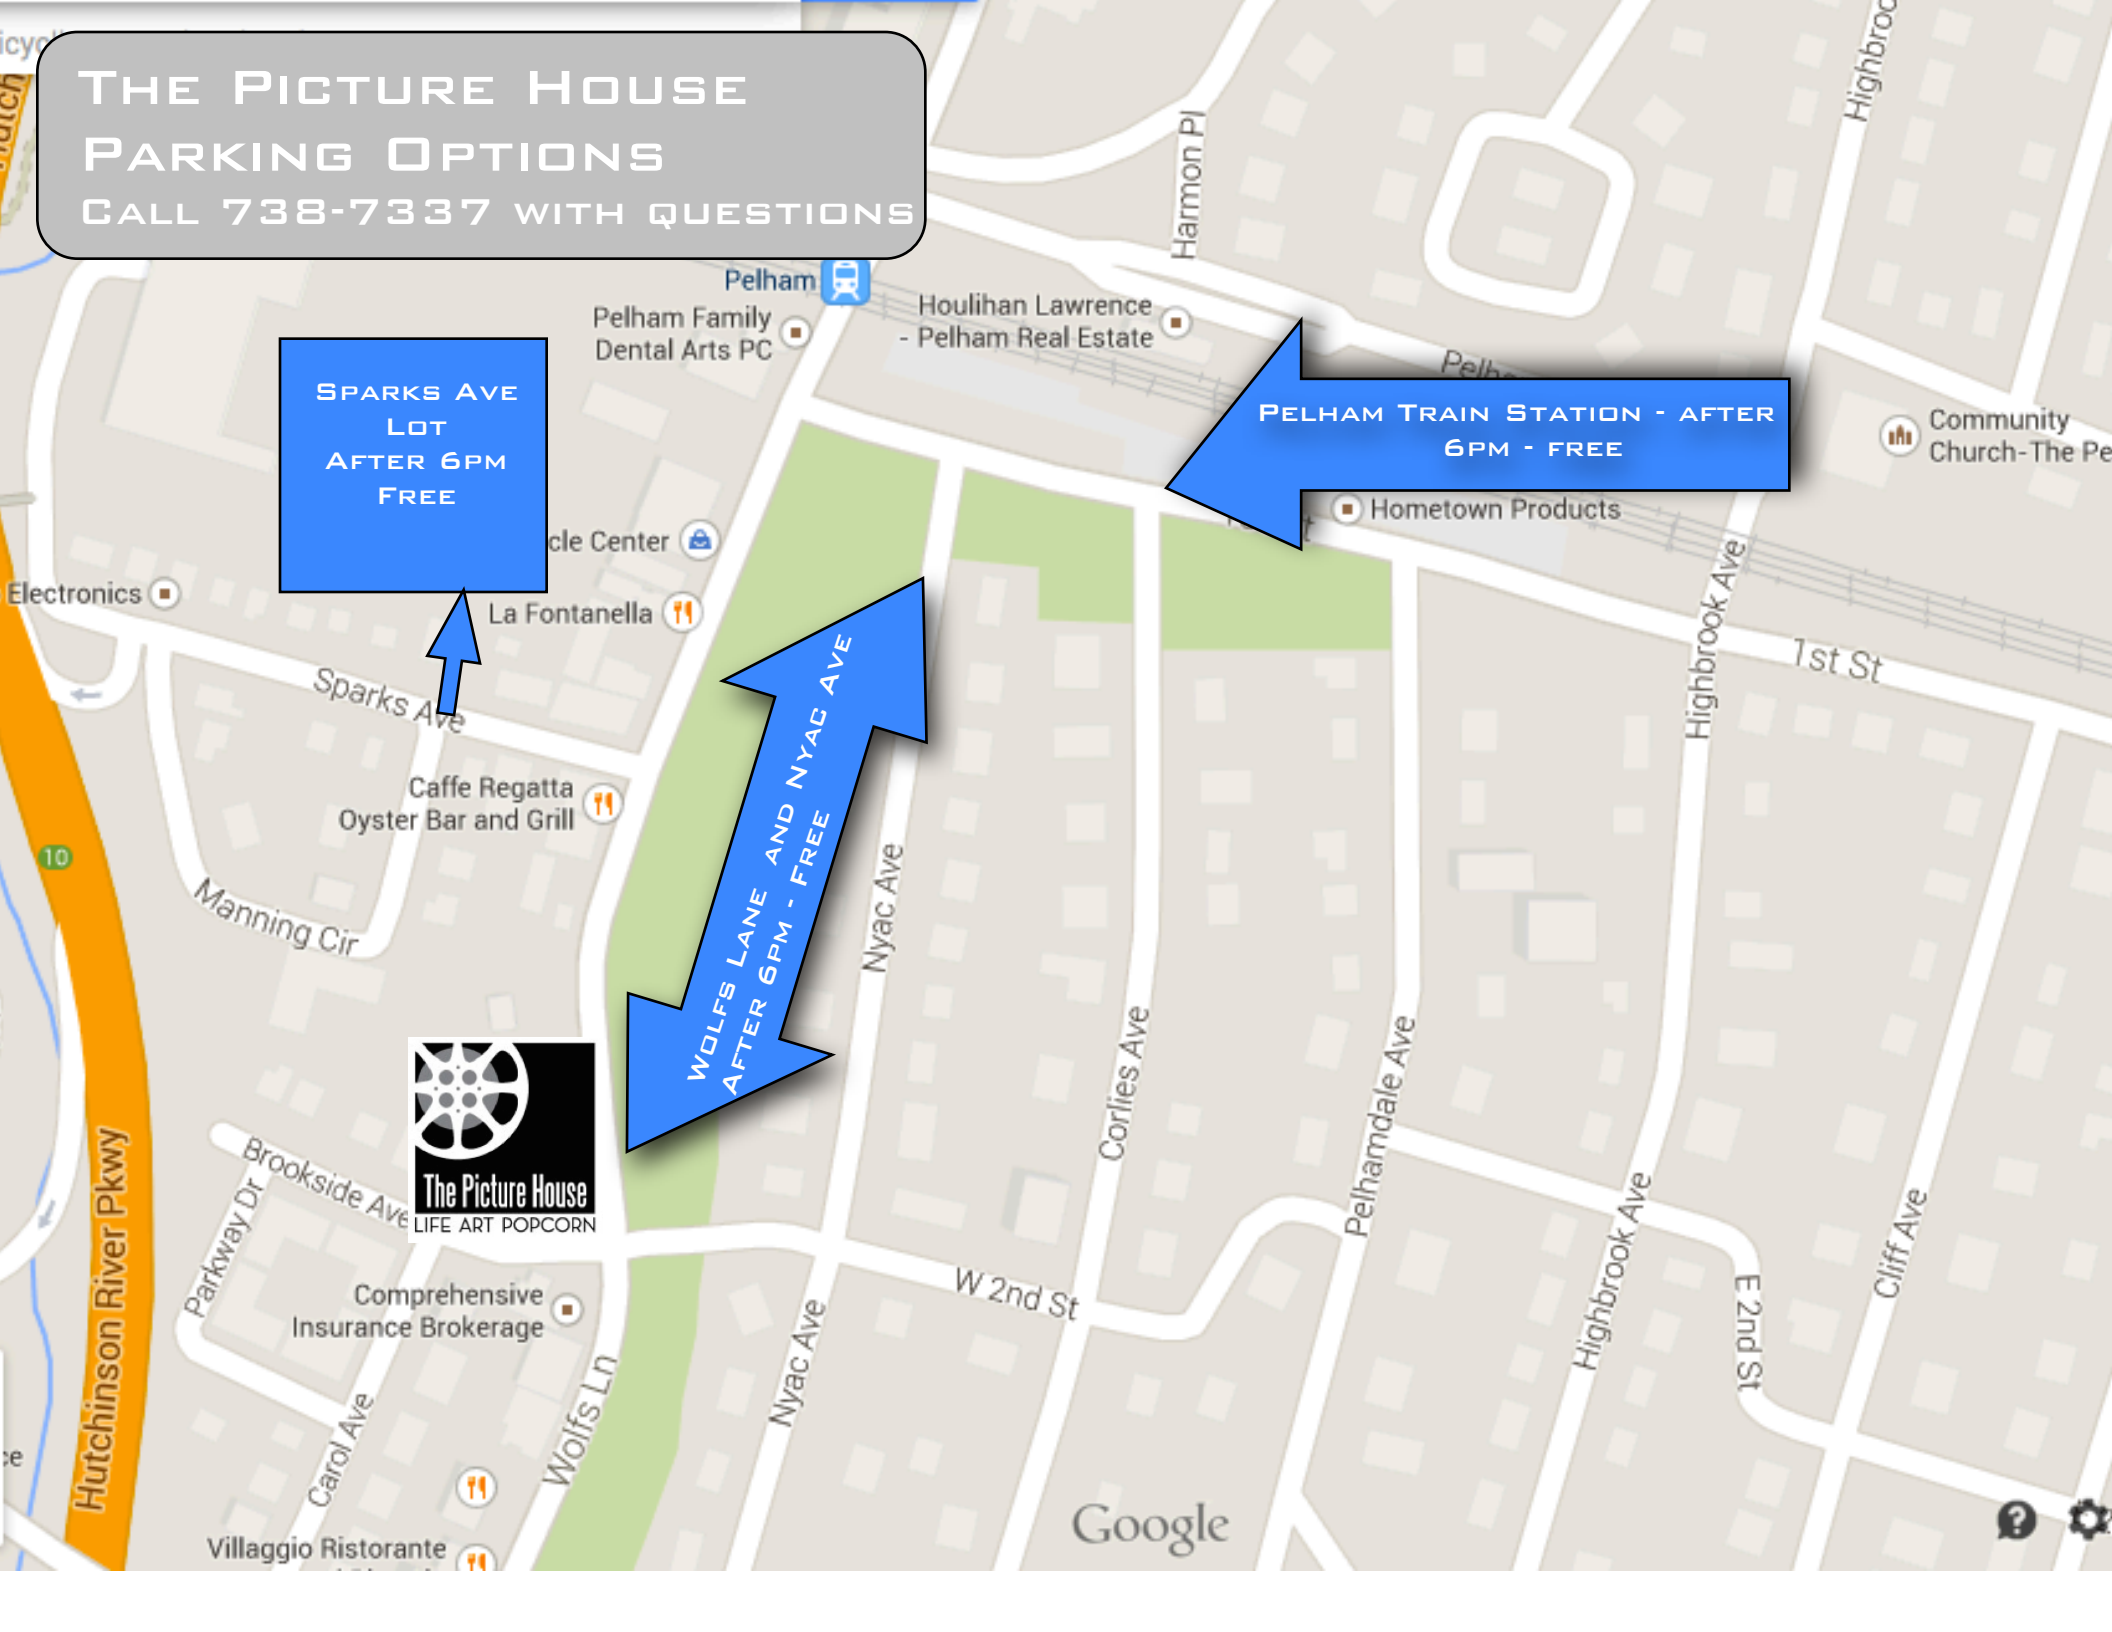 THE PICTURE HOUSE
PARKING OPTIONS
CALL 738-7337 WITH QUESTIONS
Highbroo
Harmon Pl
Pelham
Pelham Family
Dental Arts PC
Houlihan Lawrence
- Pelham Real Estate
SPARKS AVE
LOT
AFTER 6PM
FREE
PELHAM TRAIN STATION - AFTER
6PM - FREE
Community
Church-The Pe
Hometown Products
cle Center
Electronics
La Fontanella
Sparks Ave
Highbrook Ave
1st St
Caffe Regatta
Oyster Bar and Grill
WOLFS LANE AND NYAC AVE
AFTER 6PM - FREE
10
Manning Cir
Nyac Ave
Corlies Ave
Pelhamdale Ave
The Picture House
LIFE ART POPCORN
Brookside Ave
Parkway Dr
Hutchinson River Pkwy
Comprehensive
Insurance Brokerage
W 2nd St
Highbrook Ave
E 2nd St
Cliff Ave
Nyac Ave
Wolfs Ln
Carol Ave
Villaggio Ristorante
Google